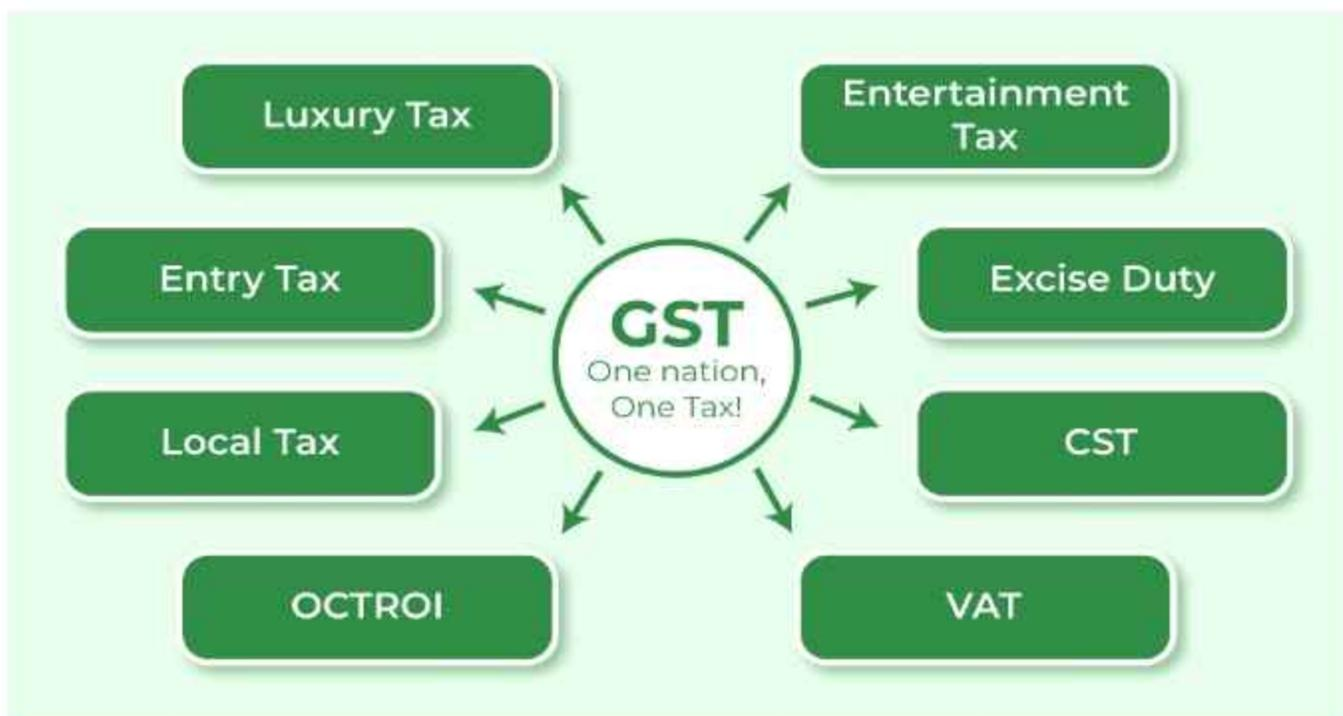 Luxury Tax
Entertainment
Tax
Entry Tax
Excise Duty
GST
One nation,
One Tax!
Local Tax
CST
OCTROI
VAT